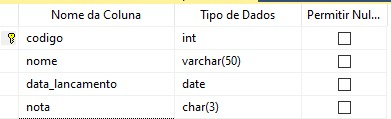 Nome da Coluna Tipo de Dados Permitir Nul...
codigo int
nome varchar(50)
data_lancamento date
nota char(3)